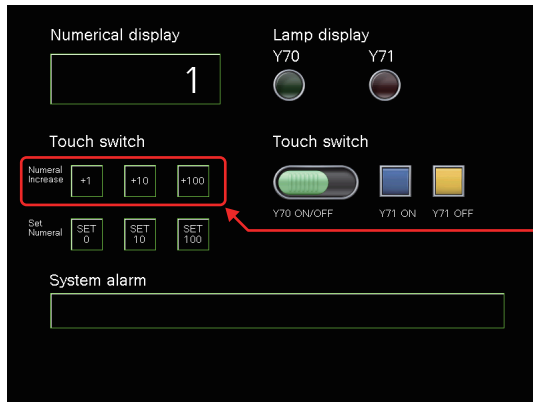 Numerical display
1
Lamp display
Y70 Y71
Touch switch
Numeral
Increase
+1 +10 +100
Set
Numeral
SET
0
SET
10
SET
100
Touch switch
Y70 ON/OFF Y71 ON Y71 OFF
System alarm